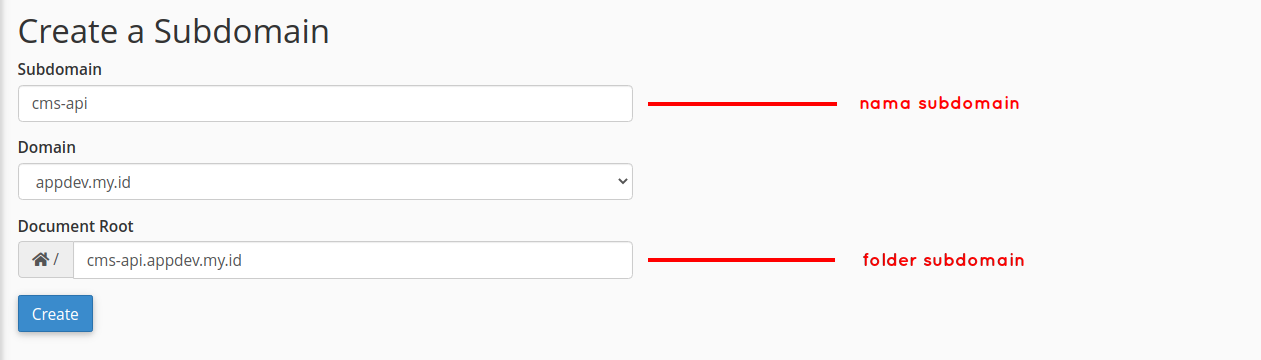 Create a Subdomain
Subdomain
cms-api
nama subdomain
Domain
appdev.my.id
Document Root
/ cms-api.appdev.my.id
folder subdomain
Create